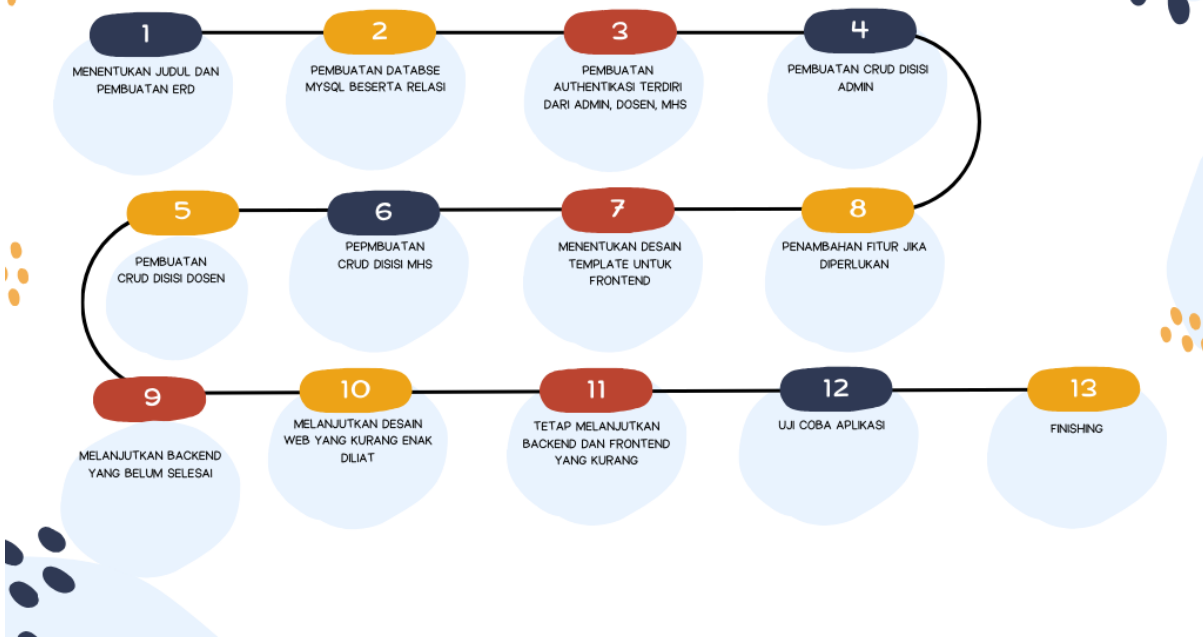 1
MENENTUKAN JUDUL DAN
PEMBUATAN ERD
2
PEMBUATAN DATABSE
MYSQL BESERTA RELASI
3
PEMBUATAN
AUTHENTIKASI TERDIRI
DARI ADMIN, DOSEN, MHS
4
PEMBUATAN CRUD DISISI
ADMIN
5
PEMBUATAN
CRUD DISISI DOSEN
6
PEPMBUATAN
CRUD DISISI MHS
7
MENENTUKAN DESAIN
TEMPLATE UNTUK
FRONTEND
8
PENAMBAHAN FITUR JIKA
DIPERLUKAN
9
MELANJUTKAN BACKEND
YANG BELUM SELESAI
10
MELANJUTKAN DESAIN
WEB YANG KURANG ENAK
DILIAT
11
TETAP MELANJUTKAN
BACKEND DAN FRONTEND
YANG KURANG
12
UJI COBA APLIKASI
13
FINISHING